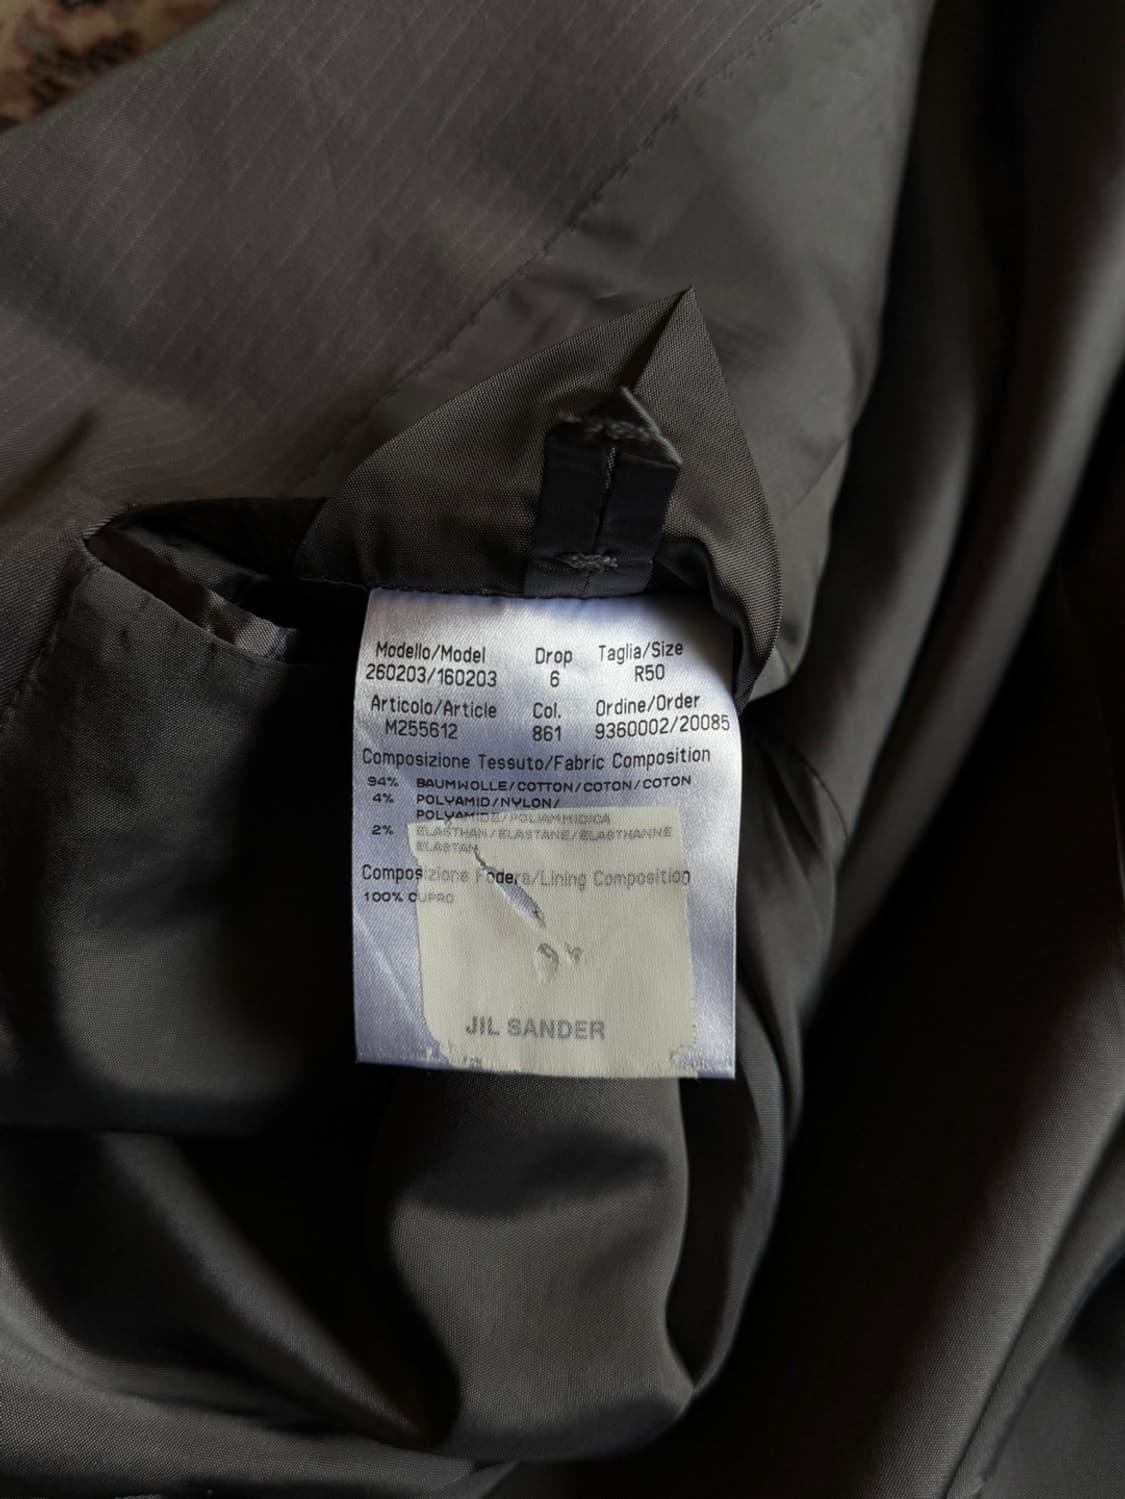 Modello/Model Drop Taglia/Size
260203/160203 6 R50
Articolo/Article Col. Ordine/Order
M255612 861 9360002/20085
Composizione Tessuto/Fabric Composition
94% BAUMWOLLE/COTTON/COTON/COTON
4% POLYAMID/NYLON/
POLYAMIDE/POLIAMMIDICA
2% ELASTHAN/ELASTANE/ELASTHANNE
ELASTAN
Composizione Fodera/Lining Composition
100% CUPRO
JIL SANDER